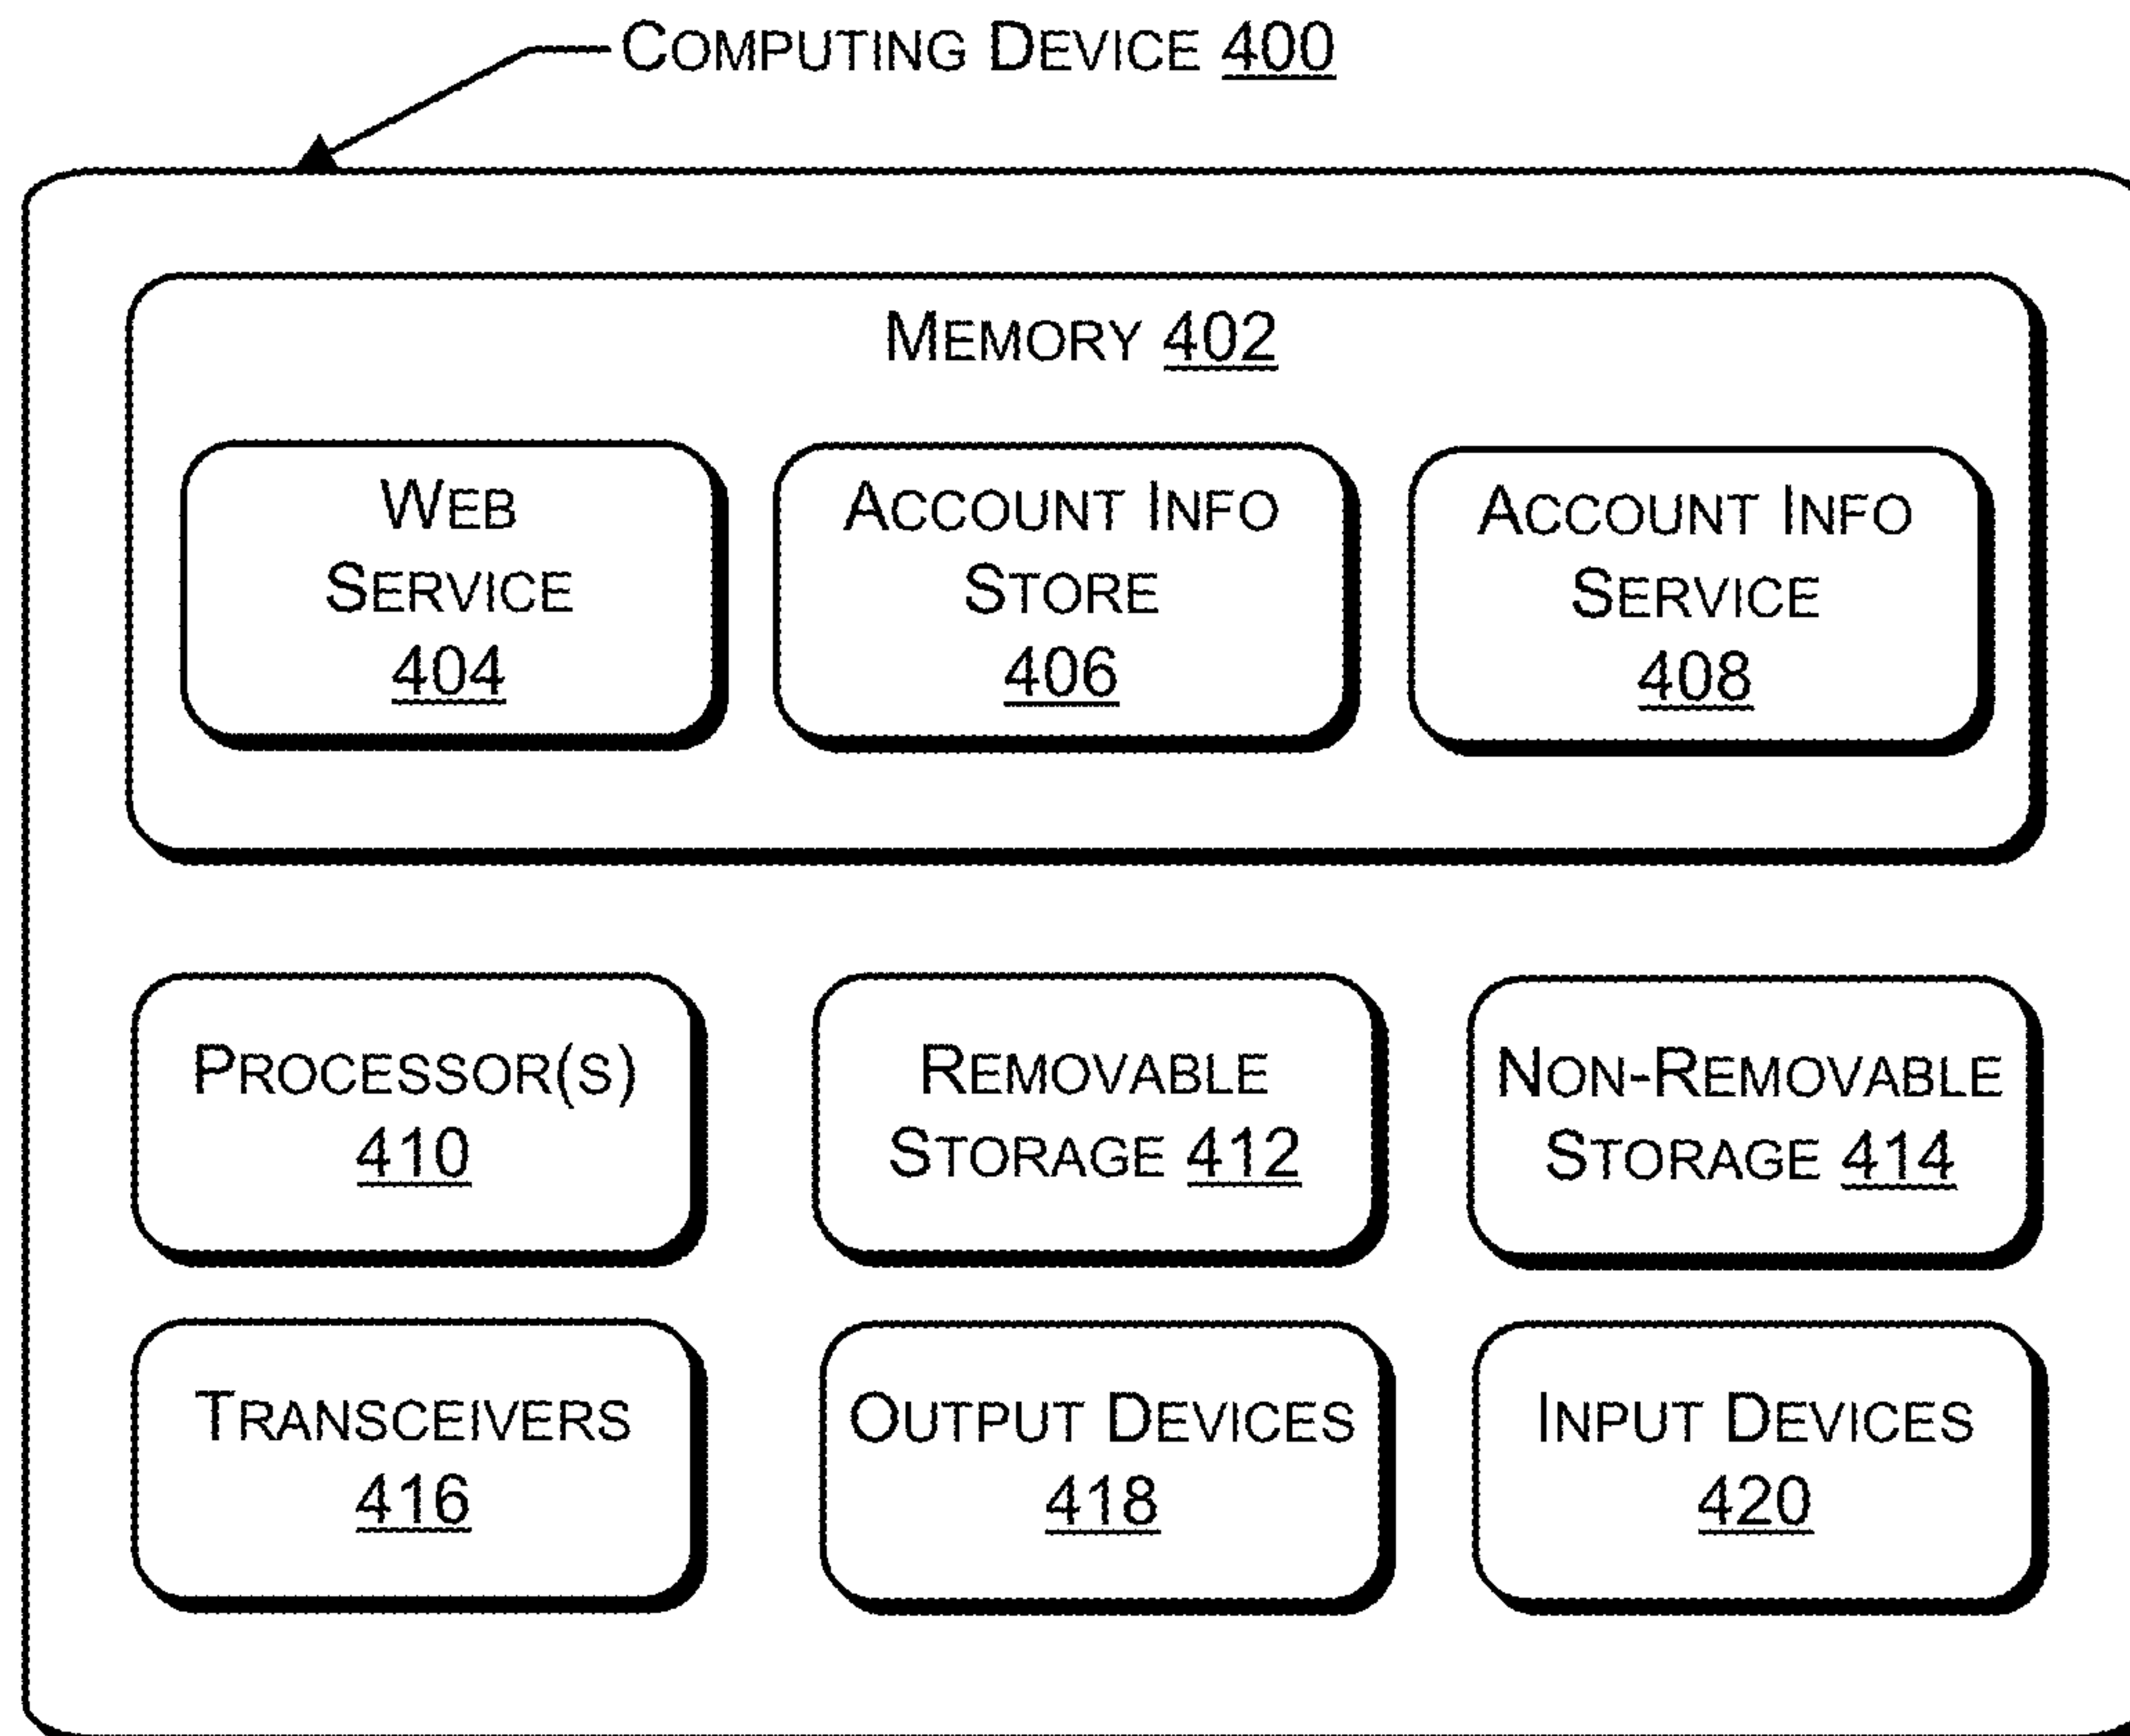 COMPUTING DEVICE 400
MEMORY 402
WEB
SERVICE
404
ACCOUNT INFO
STORE
406
ACCOUNT INFO
SERVICE
408
PROCESSOR(S)
410
REMOVABLE
STORAGE 412
NON-REMOVABLE
STORAGE 414
TRANSCEIVERS
416
OUTPUT DEVICES
418
INPUT DEVICES
420